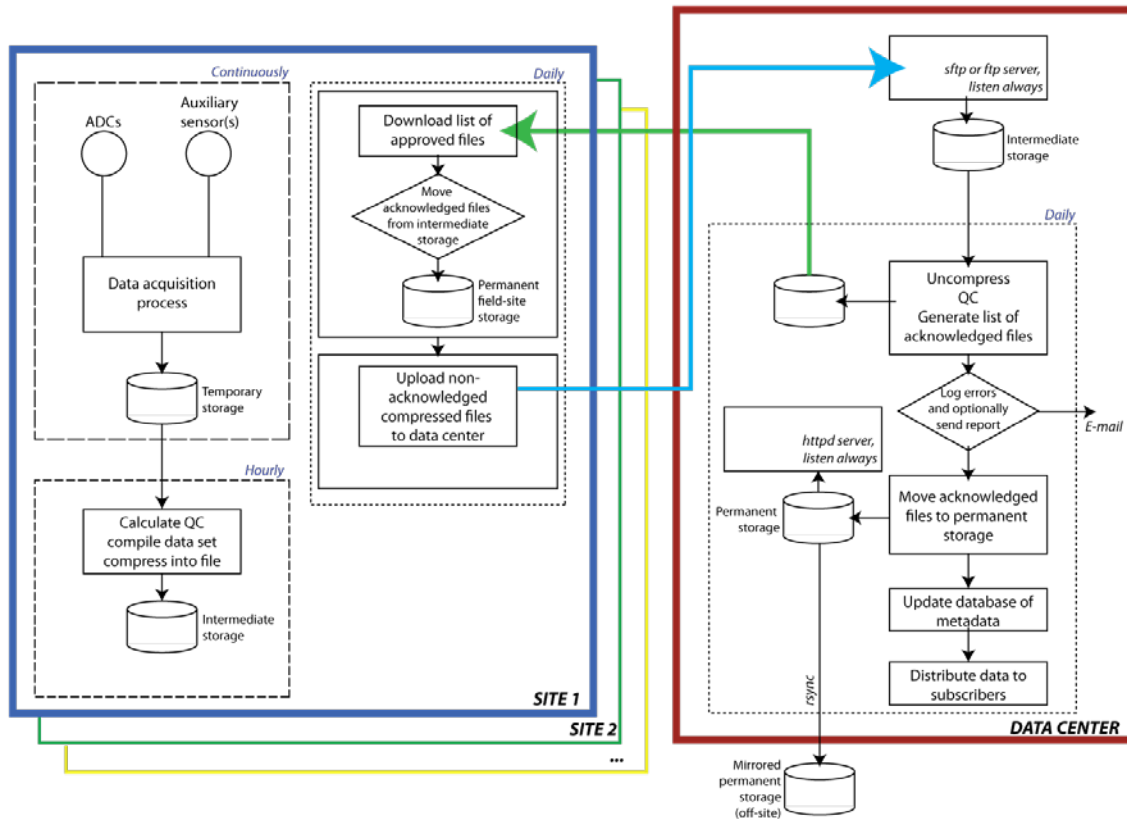 Continuously
ADCs
Auxiliary
sensor(s)
Data acquisition
process
Temporary
storage
Hourly
Calculate QC
compile data set
compress into file
Intermediate
storage
Daily
Download list of
approved files
Move
acknowledged files
from intermediate
storage
Permanent
field-site
storage
Upload non-
acknowledged
compressed files
to data center
SITE 1
SITE 2
...
sftp or ftp server,
listen always
Intermediate
storage
Daily
Uncompress
QC
Generate list of
acknowledged files
Log errors
and optionally
send report
E-mail
httpd server,
listen always
Permanent
storage
Move acknowledged
files to permanent
storage
Update database of
metadata
Distribute data to
subscribers
rsync
DATA CENTER
Mirrored
permanent
storage
(off-site)